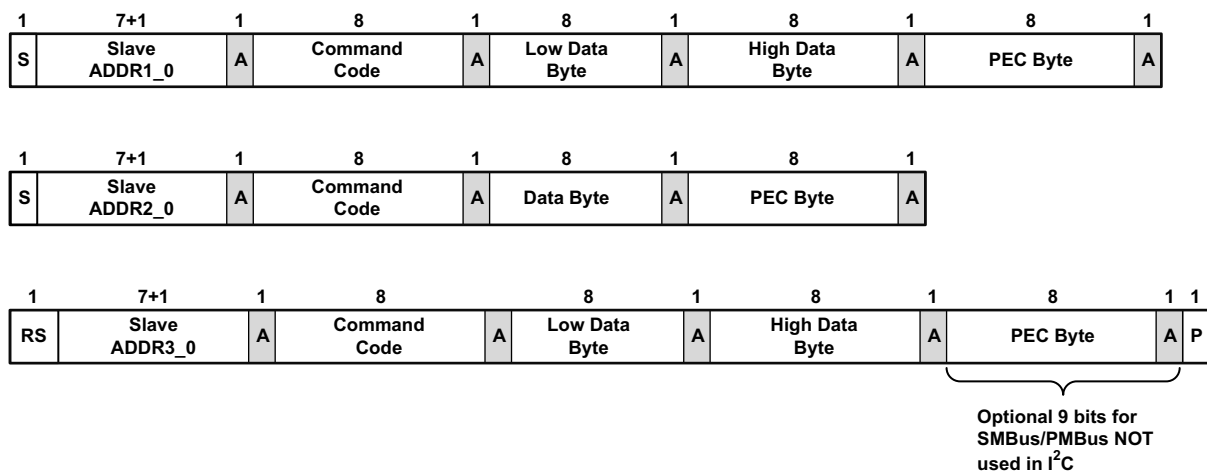 1 7+1 1 8 1 8 1 8 1 8 1
S Slave ADDR1_0 A Command Code A Low Data Byte A High Data Byte A PEC Byte A
1 7+1 1 8 1 8 1 8 1
S Slave ADDR2_0 A Command Code A Data Byte A PEC Byte A
1 7+1 1 8 8 1 8 1 8 1 1
RS Slave ADDR3_0 A Command Code A Low Data Byte A High Data Byte A PEC Byte A P
Optional 9 bits for
SMBus/PMBus NOT
used in I²C